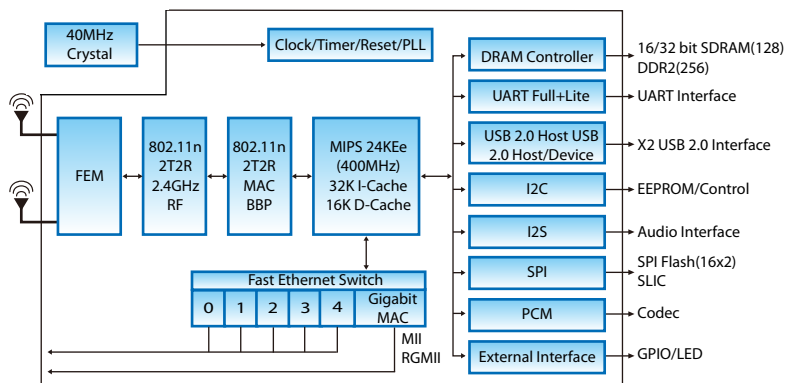 40MHz
Crystal
Clock/Timer/Reset/PLL
DRAM Controller
16/32 bit SDRAM(128)
DDR2(256)
UART Full+Lite
UART Interface
USB 2.0 Host USB
2.0 Host/Device
X2 USB 2.0 Interface
I2C
EEPROM/Control
I2S
Audio Interface
SPI
SPI Flash(16x2)
SLIC
PCM
Codec
External Interface
GPIO/LED
FEM
802.11n
2T2R
2.4GHz
RF
802.11n
2T2R
MAC
BBP
MIPS 24KEe
(400MHz)
32K I-Cache
16K D-Cache
Fast Ethernet Switch
0 1 2 3 4
Gigabit
MAC
MII
RGMII